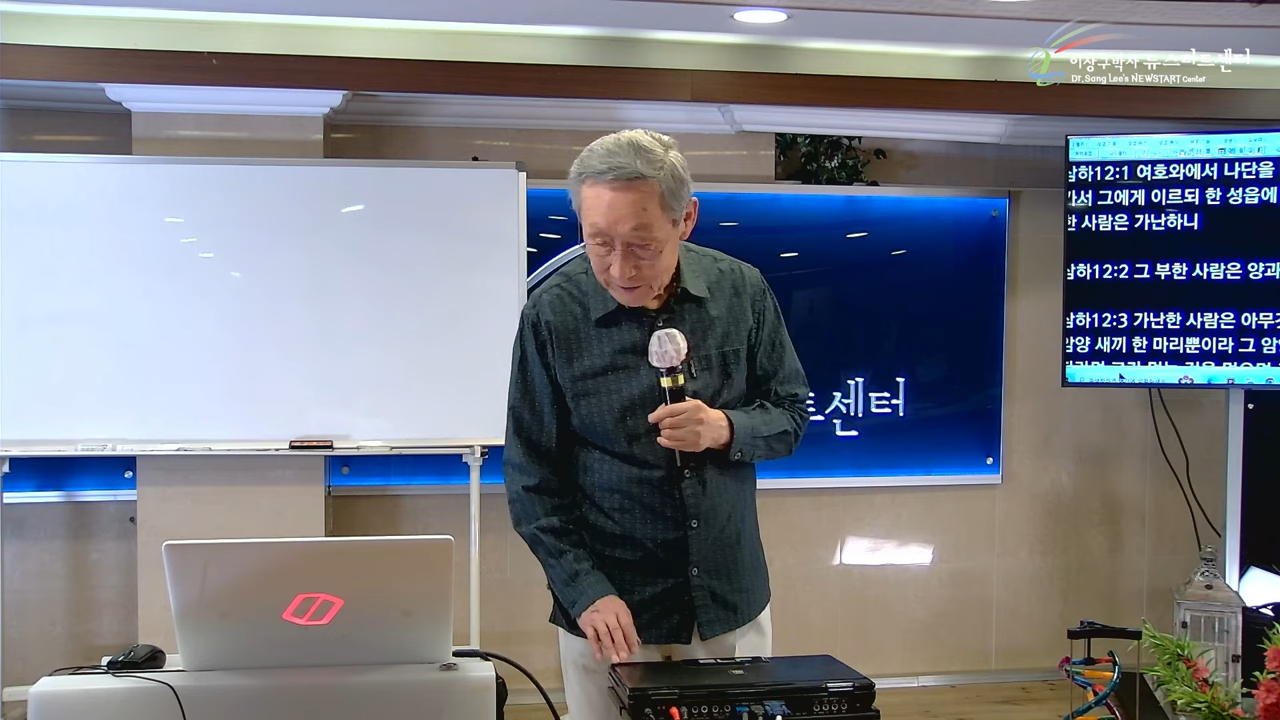 이상구박사 뉴스타트센터
Dr. Sang Lee's NEWSTART Center
삼하12:1 여호와께서 나단을
가서 그에게 이르되 한 성읍에
한 사람은 가난하니
삼하12:2 그 부한 사람은 양과
삼하12:3 가난한 사람은 아무것
암양 새끼 한 마리뿐이라 그 암
트센터